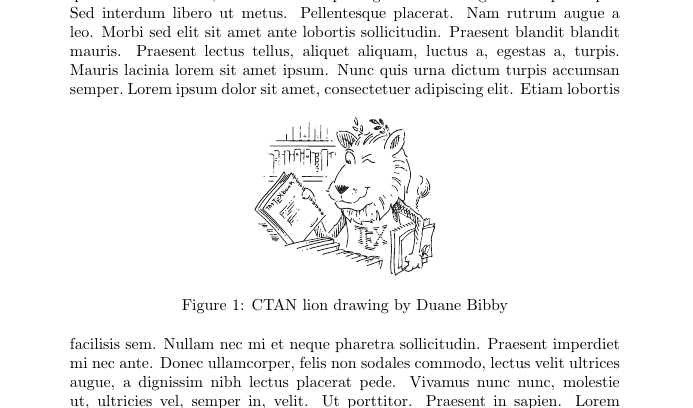 Sed interdum libero ut metus. Pellentesque placerat. Nam rutrum augue a
leo. Morbi sed elit sit amet ante lobortis sollicitudin. Praesent blandit blandit
mauris. Praesent lectus tellus, aliquet aliquam, luctus a, egestas a, turpis.
Mauris lacinia lorem sit amet ipsum. Nunc quis urna dictum turpis accumsan
semper. Lorem ipsum dolor sit amet, consectetuer adipiscing elit. Etiam lobortis
The TEXbook
TEX
Figure 1: CTAN lion drawing by Duane Bibby
facilisis sem. Nullam nec mi et neque pharetra sollicitudin. Praesent imperdiet
mi nec ante. Donec ullamcorper, felis non sodales commodo, lectus velit ultrices
augue, a dignissim nibh lectus placerat pede. Vivamus nunc nunc, molestie
ut, ultricies vel, semper in, velit. Ut porttitor. Praesent in sapien. Lorem